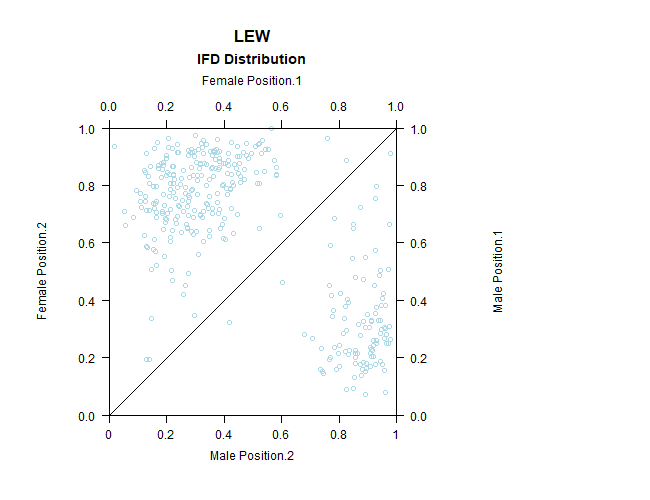 LEW
IFD Distribution
Female Position.1
0.0 0.2 0.4 0.6 0.8 1.0
1.0 1.0
0.8 0.8
0.6 0.6
0.4 0.4
0.2 0.2
0.0 0.0
Female Position.2
Male Position.1
0 0.2 0.4 0.6 0.8 1
Male Position.2